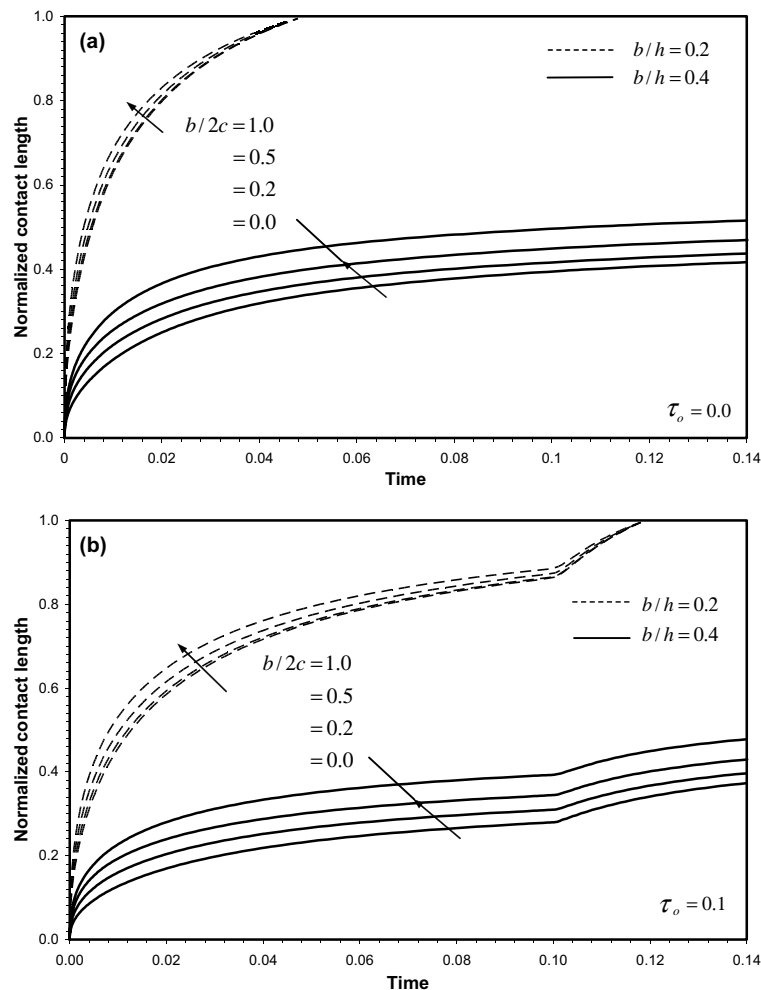 (a)
b/h=0.2
b/h=0.4
b/2c=1.0
=0.5
=0.2
=0.0
τₒ=0.0
Normalized contact length
1.0
0.8
0.6
0.4
0.2
0.0
0 0.02 0.04 0.06 0.08 0.1 0.12 0.14
Time
(b)
b/h=0.2
b/h=0.4
b/2c=1.0
=0.5
=0.2
=0.0
τₒ=0.1
Normalized contact length
1.0
0.8
0.6
0.4
0.2
0.0
0.00 0.02 0.04 0.06 0.08 0.10 0.12 0.14
Time